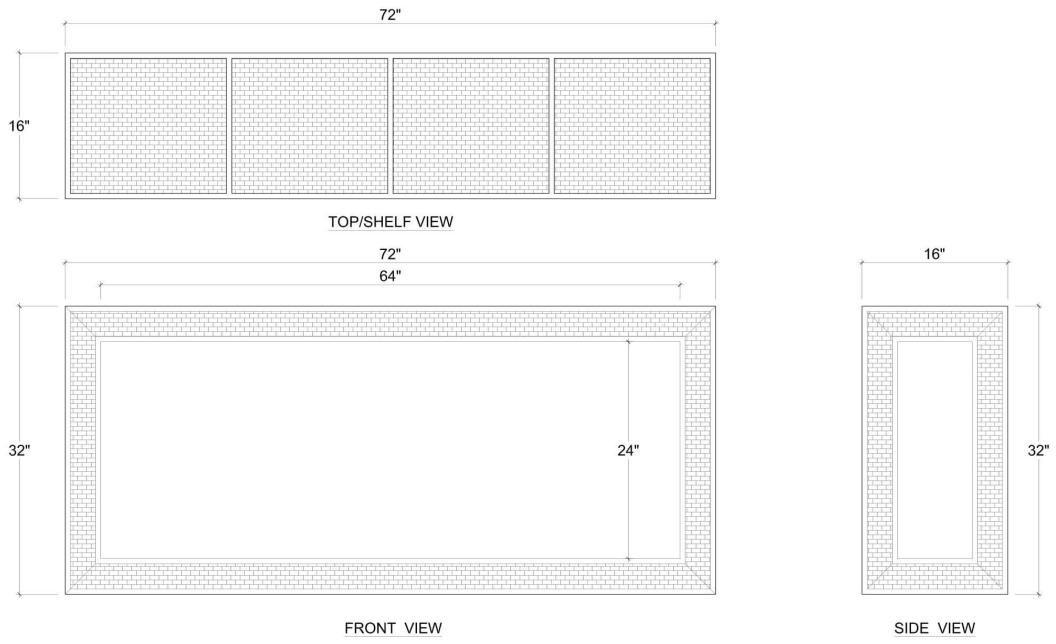 72"
16"
TOP/SHELF VIEW
72"
64"
16"
32"
24"
32"
FRONT VIEW
SIDE VIEW